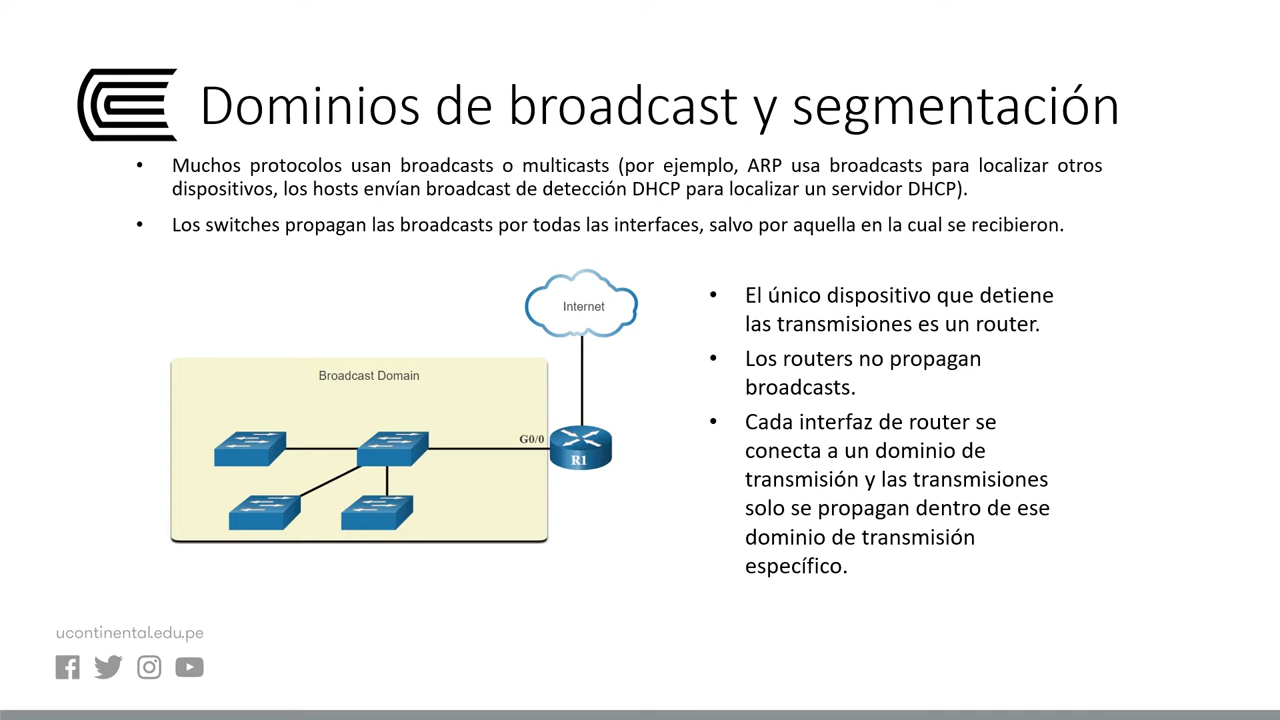 Dominios de broadcast y segmentación
• Muchos protocolos usan broadcasts o multicasts (por ejemplo, ARP usa broadcasts para localizar otros
dispositivos, los hosts envían broadcast de detección DHCP para localizar un servidor DHCP).
• Los switches propagan las broadcasts por todas las interfaces, salvo por aquella en la cual se recibieron.
Internet
Broadcast Domain
G0/0
R1
• El único dispositivo que detiene
las transmisiones es un router.
• Los routers no propagan
broadcasts.
• Cada interfaz de router se
conecta a un dominio de
transmisión y las transmisiones
solo se propagan dentro de ese
dominio de transmisión
específico.
ucontinental.edu.pe